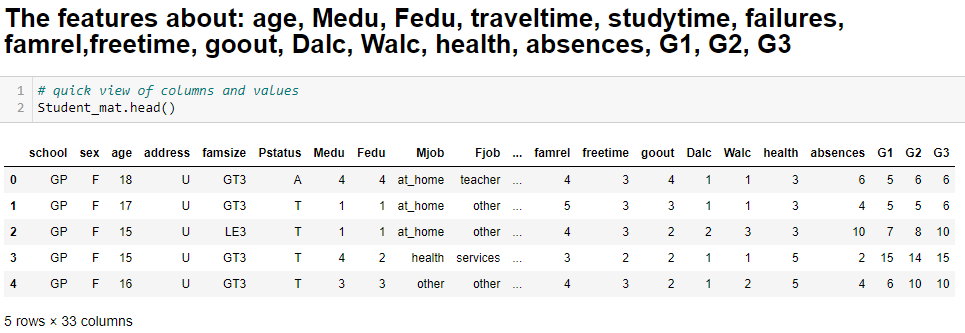 The features about: age, Medu, Fedu, traveltime, studytime, failures,
famrel,freetime, goout, Dalc, Walc, health, absences, G1, G2, G3
1 # quick view of columns and values
2 Student_mat.head()
school sex age address famsize Pstatus Medu Fedu Mjob Fjob ... famrel freetime goout Dalc Walc health absences G1 G2 G3
0 GP F 18 U GT3 A 4 4 at_home teacher ... 4 3 4 1 1 3 6 5 6 6
1 GP F 17 U GT3 T 1 1 at_home other ... 5 3 3 1 1 3 4 5 5 6
2 GP F 15 U LE3 T 1 1 at_home other ... 4 3 2 2 3 3 10 7 8 10
3 GP F 15 U GT3 T 4 2 health services ... 3 2 2 1 1 5 2 15 14 15
4 GP F 16 U GT3 T 3 3 other other ... 4 3 2 1 2 5 4 6 10 10
5 rows × 33 columns